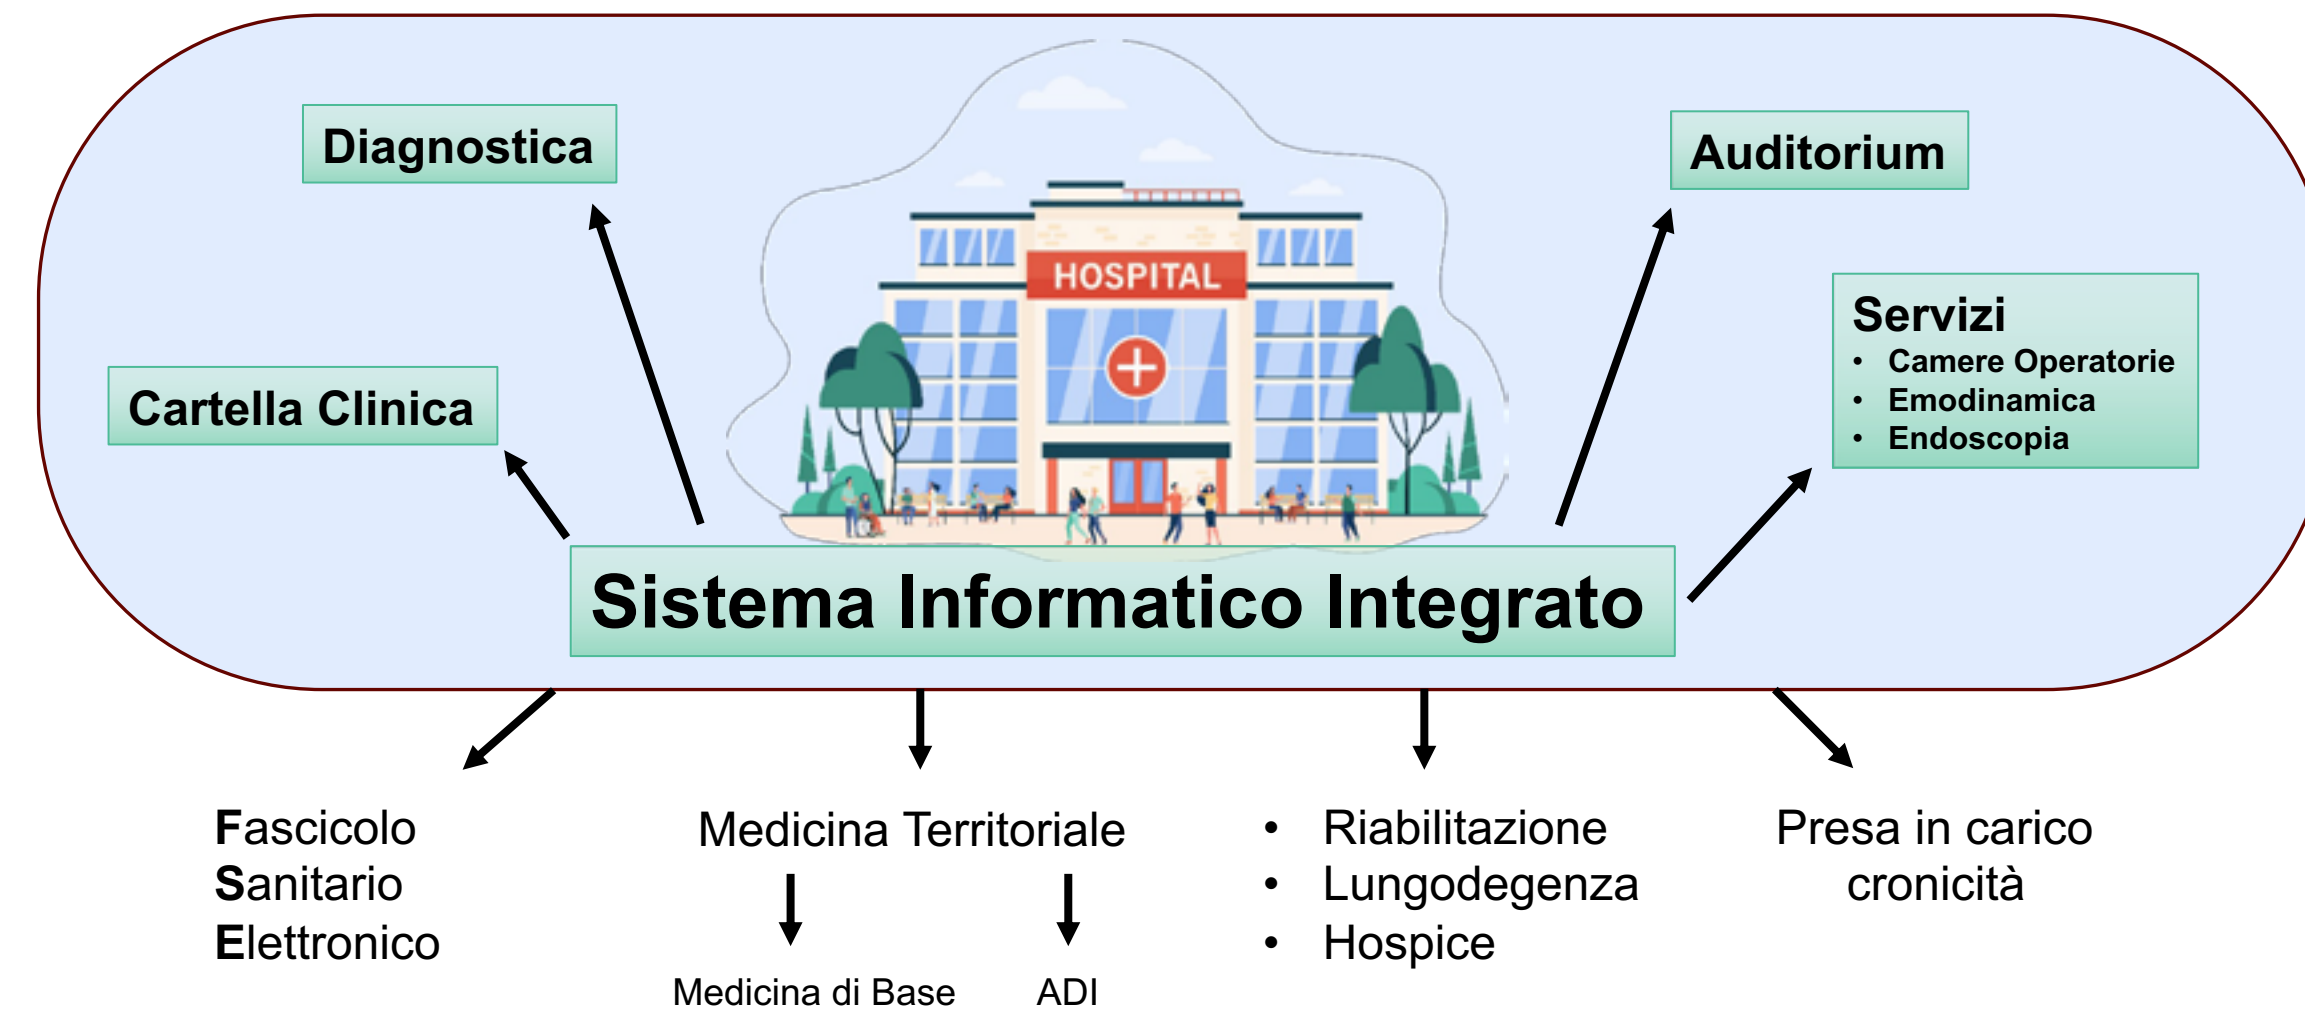 Diagnostica
Auditorium
HOSPITAL
Servizi
• Camere Operatorie
• Emodinamica
• Endoscopia
Cartella Clinica
Sistema Informatico Integrato
Fascicolo
Sanitario
Elettronico
Medicina Territoriale
Medicina di Base
ADI
• Riabilitazione
• Lungodegenza
• Hospice
Presa in carico
cronicità